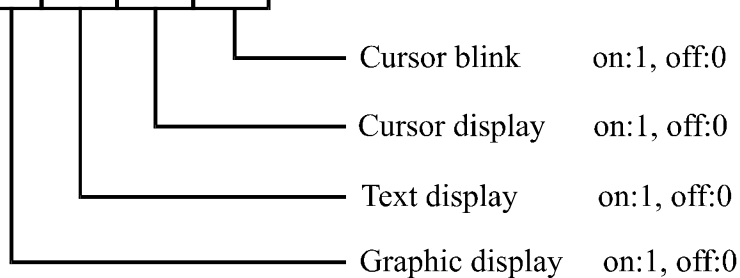 Cursor blink on:1, off:0
Cursor display on:1, off:0
Text display on:1, off:0
Graphic display on:1, off:0